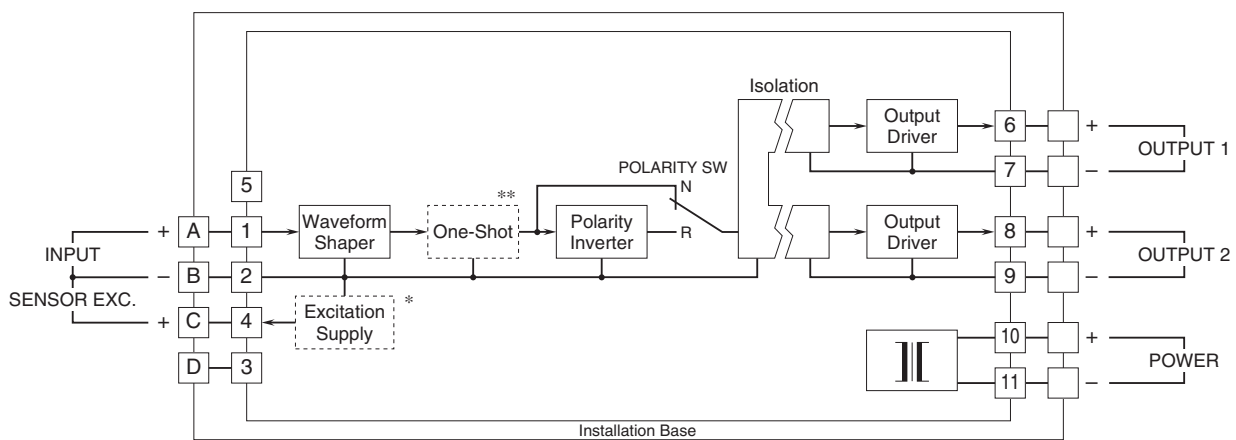 Isolation
Output
Driver
6
+
OUTPUT 1
7
–
POLARITY SW
N
R
5
**
+
A
1
Waveform
Shaper
One-Shot
Polarity
Inverter
Output
Driver
8
+
OUTPUT 2
INPUT
–
B
2
9
–
SENSOR EXC.
+
C
4
Excitation
Supply
*
10
+
POWER
D
3
11
–
Installation Base